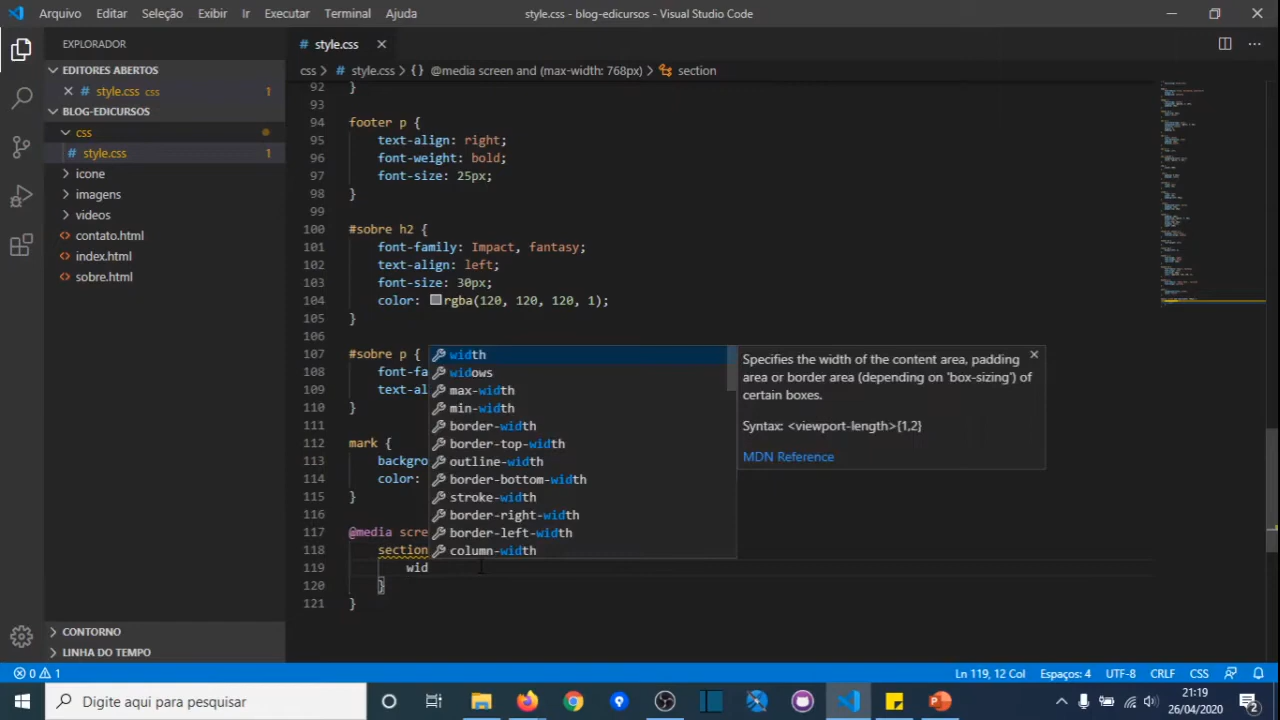 Arquivo Editar Seleção Exibir Ir Executar Terminal Ajuda
style.css - blog-edicursos - Visual Studio Code
EXPLORADOR
EDITORES ABERTOS
style.css css 1
BLOG-EDICURSOS
css
style.css 1
icone
imagens
videos
contato.html
index.html
sobre.html
CONTORNO
LINHA DO TEMPO
style.css
css > style.css > {} @media screen and (max-width: 768px) > section
92 }
93
94 footer p {
95 text-align: right;
96 font-weight: bold;
97 font-size: 25px;
98 }
99
100 #sobre h2 {
101 font-family: Impact, fantasy;
102 text-align: left;
103 font-size: 30px;
104 color: rgba(120, 120, 120, 1);
105 }
106
107 #sobre p {
108 font-fa
109 text-al
110 }
111
112 mark {
113 backgro
114 color:
115 }
116
117 @media scre
118 section
119 wid
120 }
121 }
width
widows
max-width
min-width
border-width
border-top-width
outline-width
border-bottom-width
stroke-width
border-right-width
border-left-width
column-width
Specifies the width of the content area, padding
area or border area (depending on 'box-sizing') of
certain boxes.
Syntax: <viewport-length>{1,2}
MDN Reference
0 1
Ln 119, 12 Col Espaços: 4 UTF-8 CRLF CSS
Digite aqui para pesquisar
21:19
26/04/2020
2